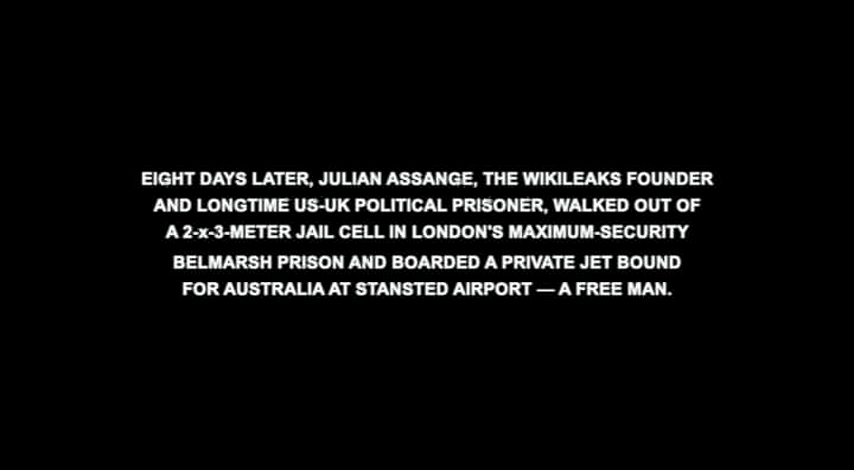 EIGHT DAYS LATER, JULIAN ASSANGE, THE WIKILEAKS FOUNDER
AND LONGTIME US-UK POLITICAL PRISONER, WALKED OUT OF
A 2-x-3-METER JAIL CELL IN LONDON'S MAXIMUM-SECURITY
BELMARSH PRISON AND BOARDED A PRIVATE JET BOUND
FOR AUSTRALIA AT STANSTED AIRPORT — A FREE MAN.